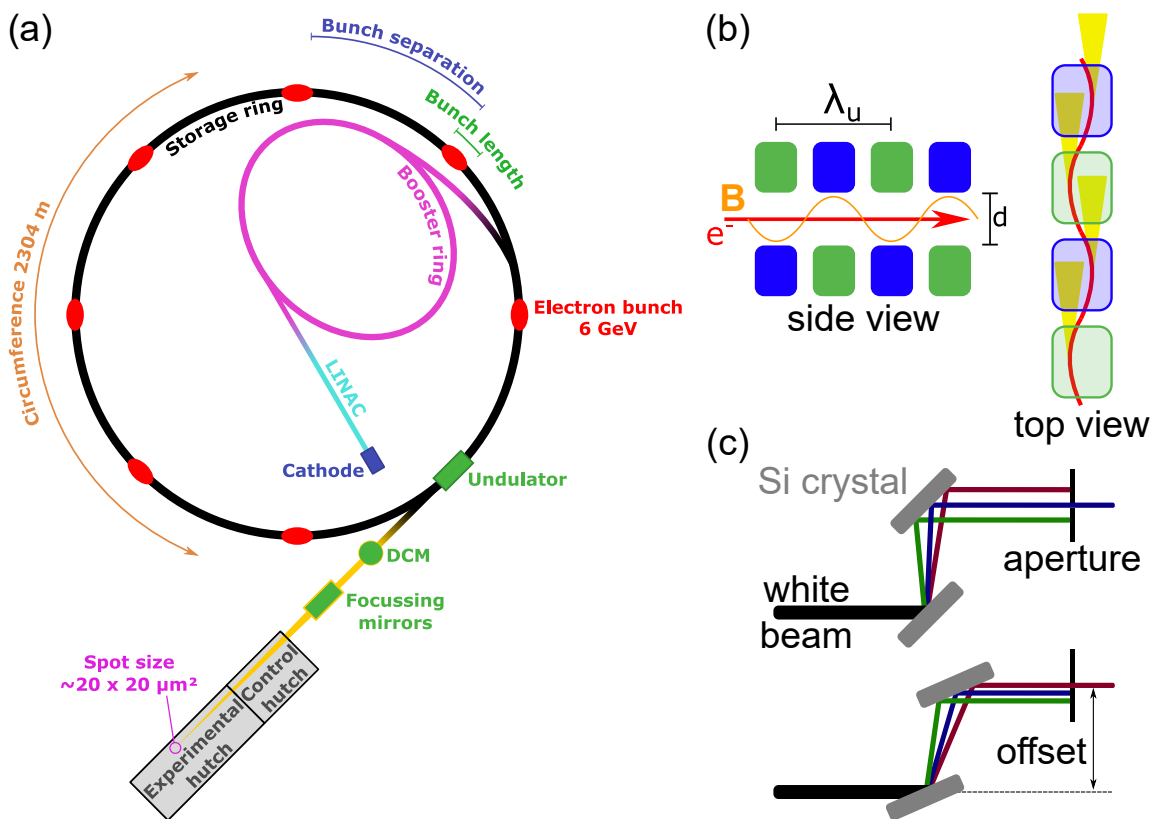 (a)
Bunch separation
Bunch length
Storage ring
Booster ring
Circumference 2304 m
Electron bunch
6 GeV
LINAC
Cathode
Undulator
DCM
Focussing
mirrors
Spot size
~20 x 20 µm²
Control
hutch
Experimental
hutch
(b)
λu
B
e-
d
side view
top view
(c)
Si crystal
aperture
white
beam
offset